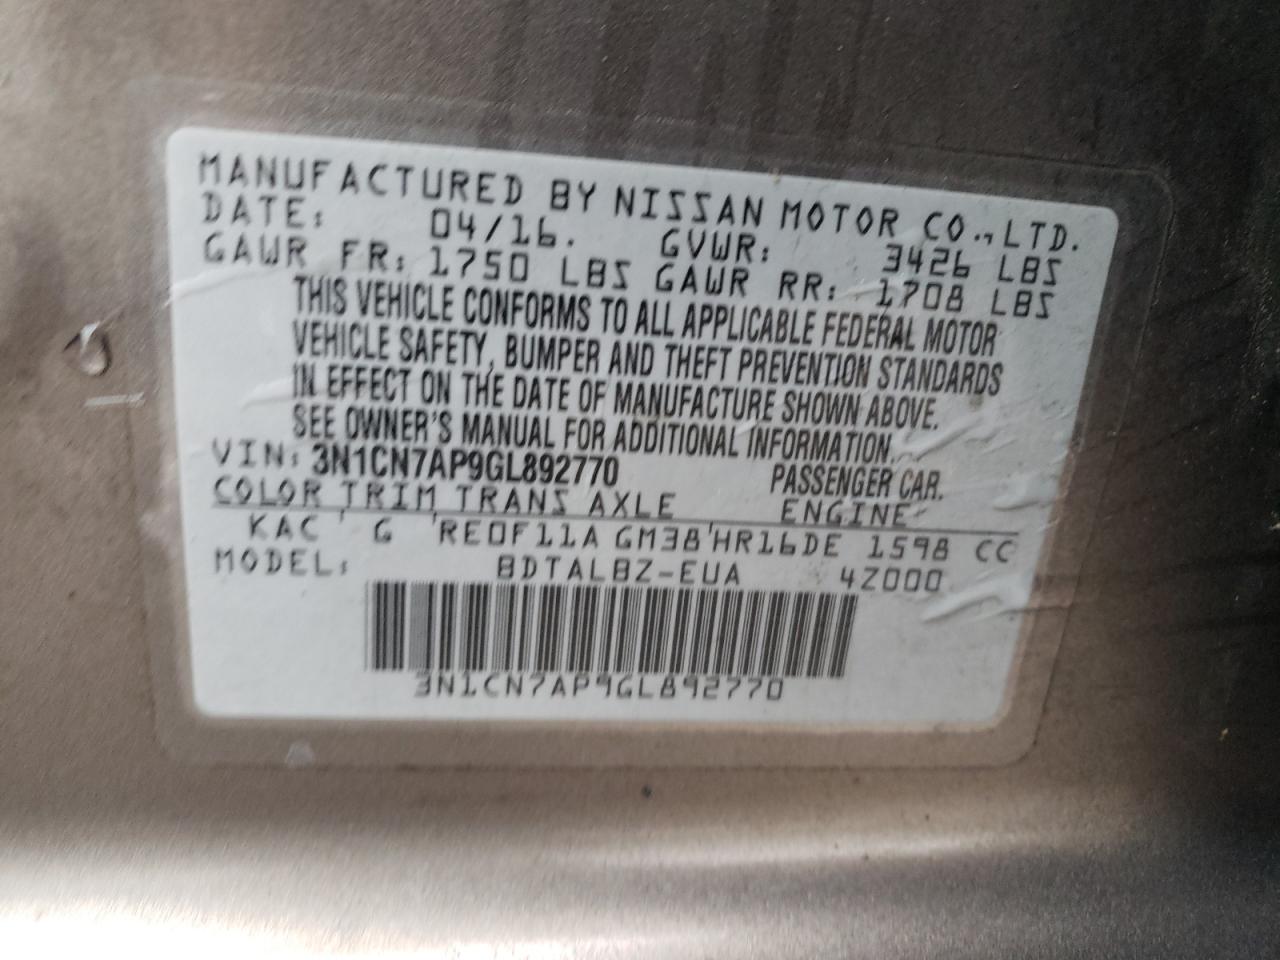 MANUFACTURED BY NISSAN MOTOR CO.,LTD.
DATE: 04/16. GVWR: 3426 LBS
GAWR FR: 1750 LBS GAWR RR: 1708 LBS
THIS VEHICLE CONFORMS TO ALL APPLICABLE FEDERAL MOTOR
VEHICLE SAFETY, BUMPER AND THEFT PREVENTION STANDARDS
IN EFFECT ON THE DATE OF MANUFACTURE SHOWN ABOVE.
SEE OWNER'S MANUAL FOR ADDITIONAL INFORMATION.
VIN: 3N1CN7AP9GL892770 PASSENGER CAR.
COLOR TRIM TRANS AXLE ENGINE
KAC G RE0F11A GM38 HR16DE 1598 CC
MODEL: BDTALBZ-EUA 4Z000
3N1CN7AP9GL892770